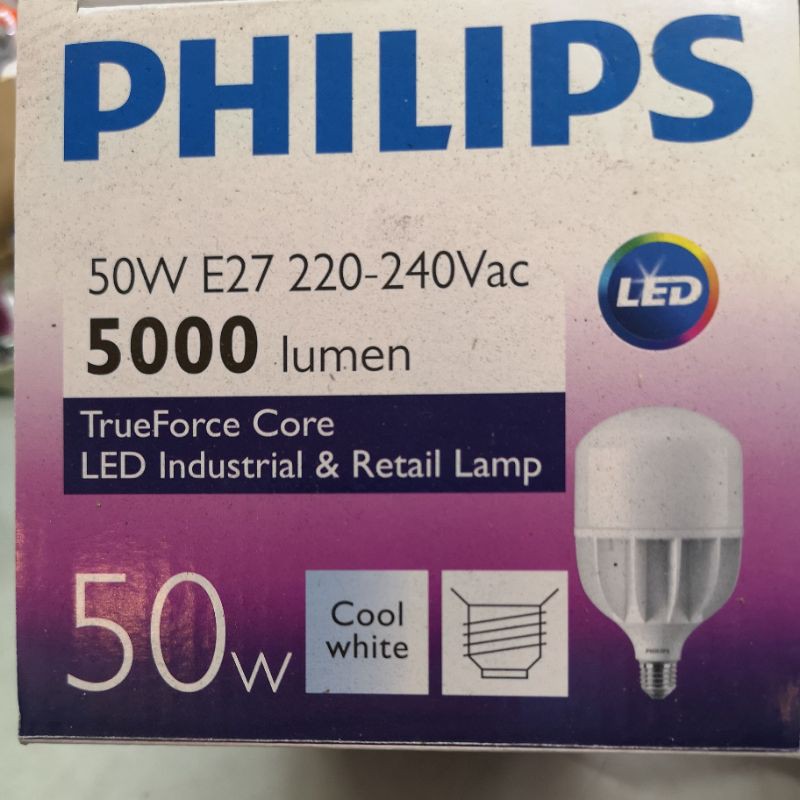 PHILIPS
50W E27 220-240Vac
5000 lumen
LED
TrueForce Core
LED Industrial & Retail Lamp
50W
Cool
white
PHILIPS